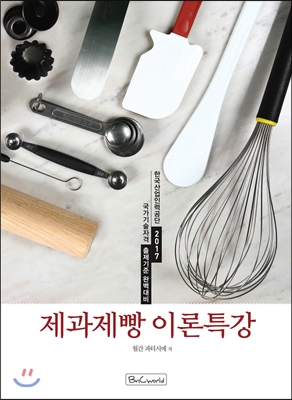 한국산업인력공단
국가기술자격
2017
출제기준 완벽대비
제과제빵 이론특강
월간 파티시에 저
BnCworld